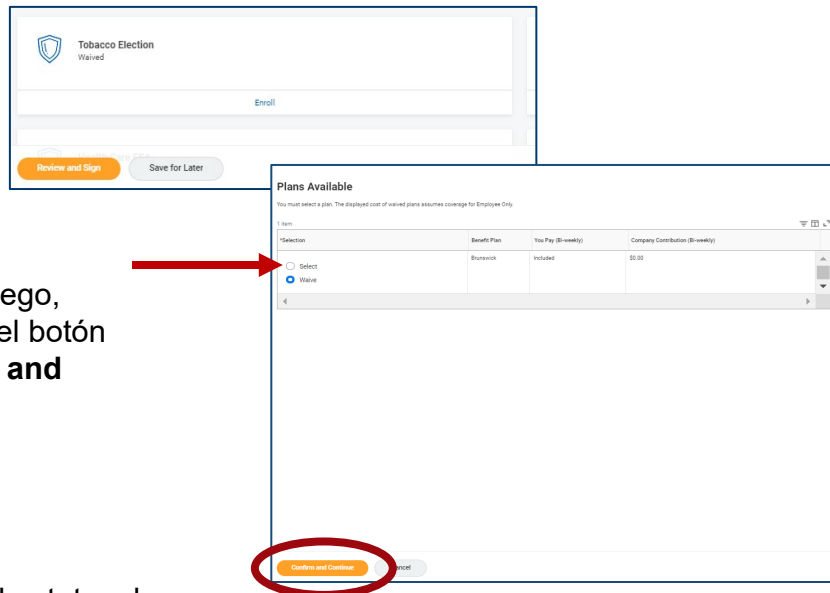 Tobacco Election
Waived
Enroll
Review and Sign
Save for Later
Plans Available
You must select a plan. The displayed cost of waived plans assumes coverage for Employee Only.
1 item
*Selection Benefit Plan You Pay (Bi-weekly) Company Contribution (Bi-weekly)
Select
Waive
Brunswick Included $0.00
ego,
el botón
and
Confirm and Continue